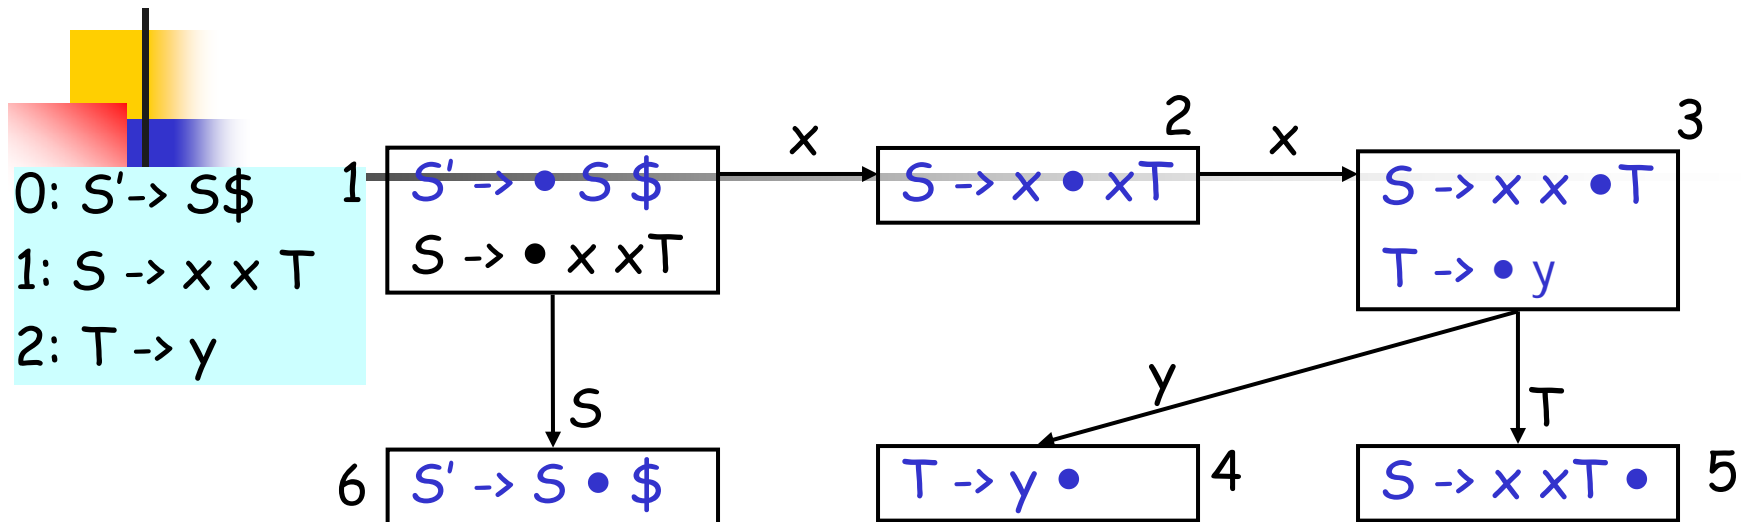 0: S'-> S$
1: S -> x x T
2: T -> y
1
S' -> • S $
S -> • x xT
x
2
S -> x • xT
x
3
S -> x x •T
T -> • y
S
y
T
6
S' -> S • $
T -> y •
4
S -> x xT •
5